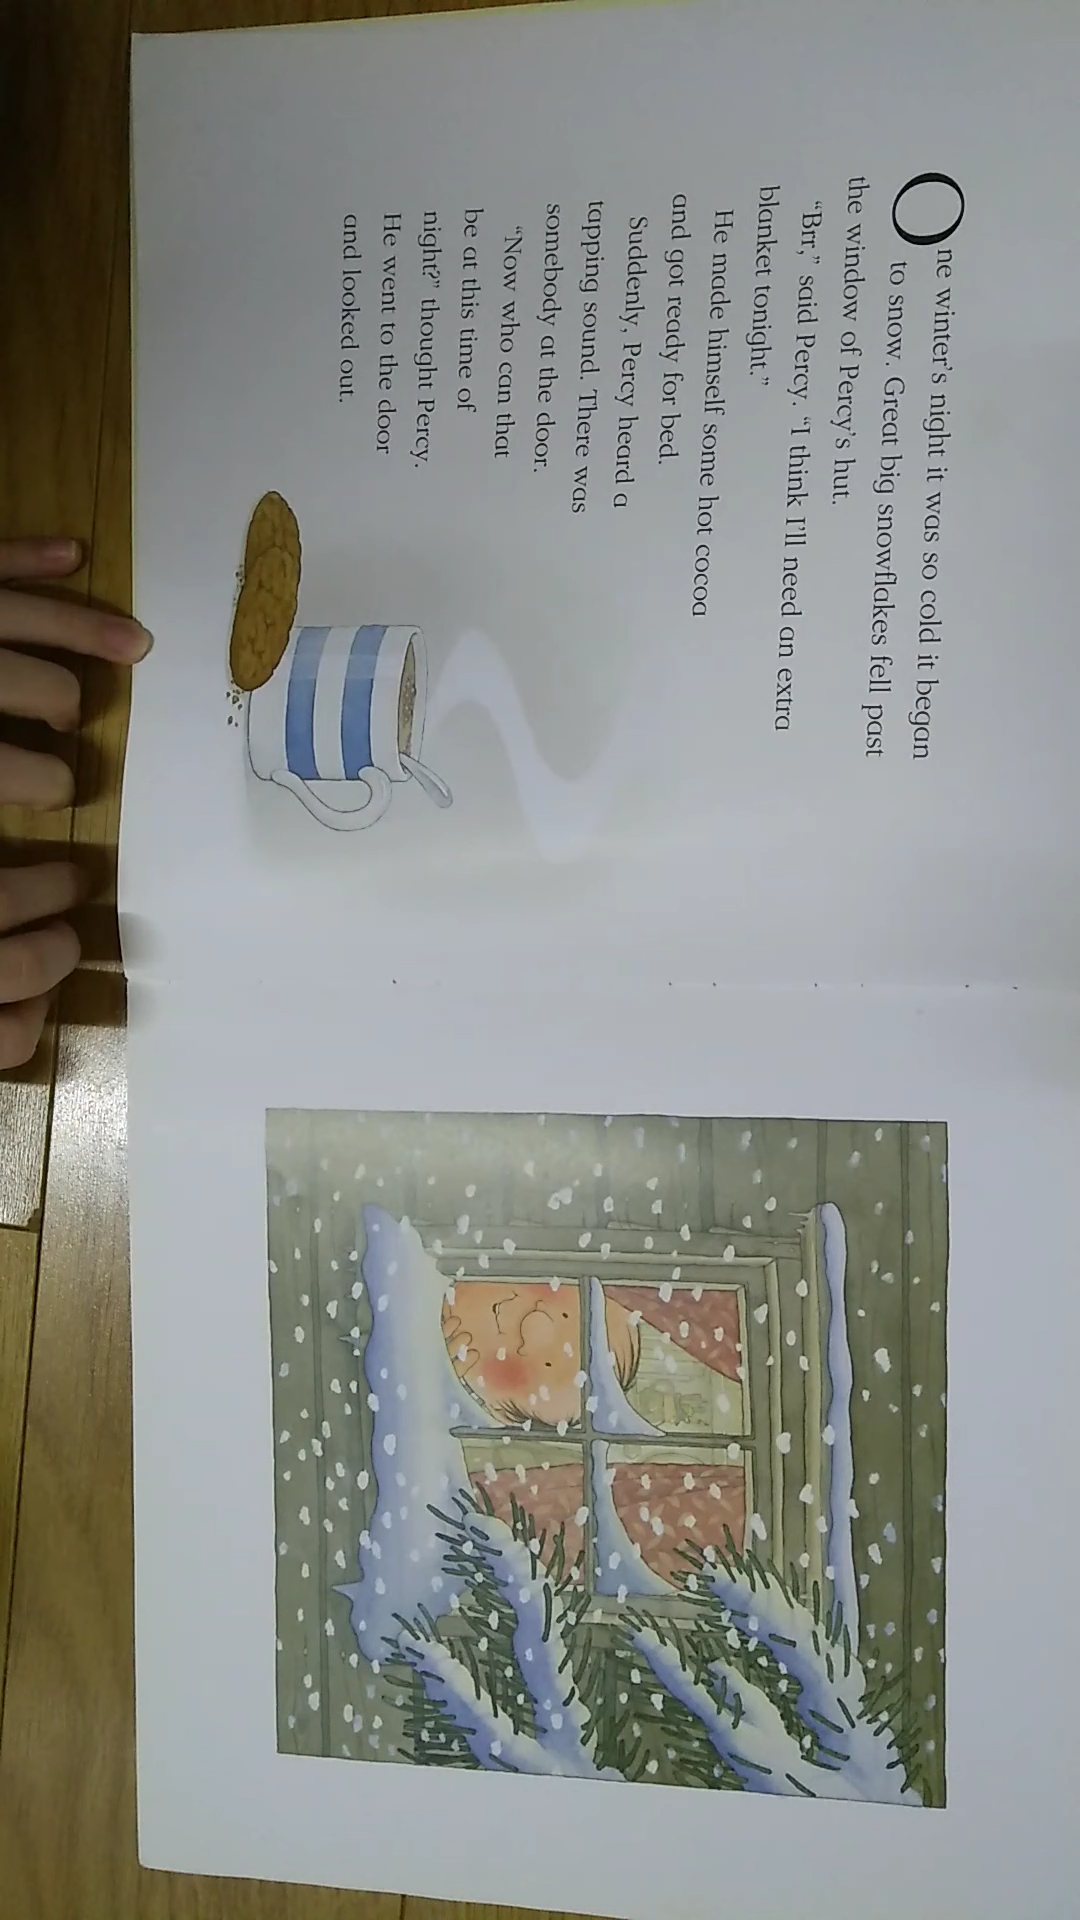 One winter's night it was so cold it began
to snow. Great big snowflakes fell past
the window of Percy's hut.
“Brr,” said Percy. “I think I'll need an extra
blanket tonight.”
He made himself some hot cocoa
and got ready for bed.
Suddenly, Percy heard a
tapping sound. There was
somebody at the door.
“Now who can that
be at this time of
night?” thought Percy.
He went to the door
and looked out.